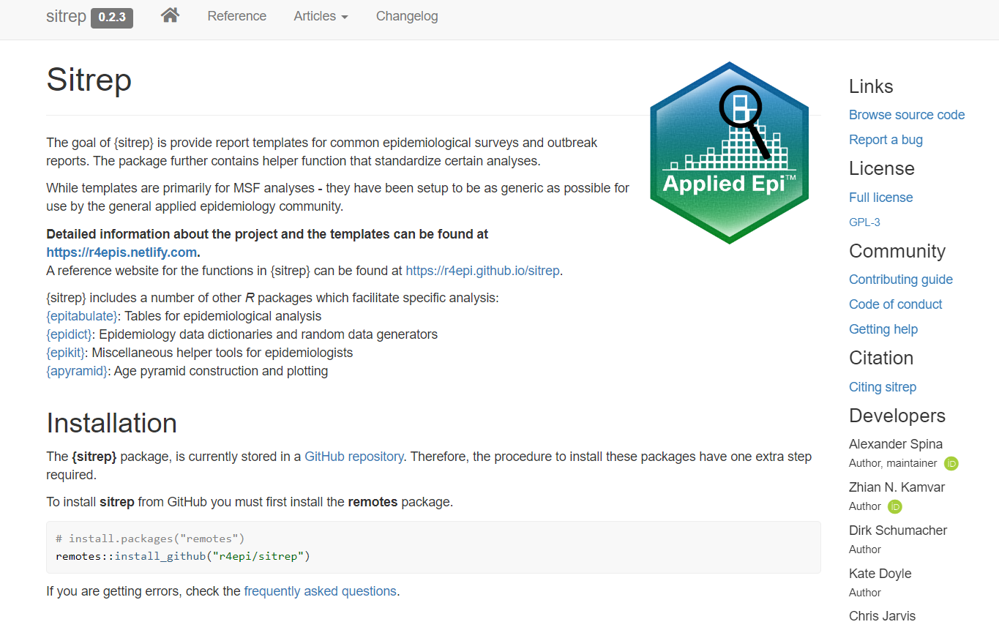 sitrep 0.2.3 Reference Articles Changelog
Sitrep
The goal of {sitrep} is provide report templates for common epidemiological surveys and outbreak
reports. The package further contains helper function that standardize certain analyses.
While templates are primarily for MSF analyses - they have been setup to be as generic as possible for
use by the general applied epidemiology community.
Detailed information about the project and the templates can be found at
https://r4epis.netlify.com.
A reference website for the functions in {sitrep} can be found at https://r4epi.github.io/sitrep.
{sitrep} includes a number of other R packages which facilitate specific analysis:
{epitabulate}: Tables for epidemiological analysis
{epidict}: Epidemiology data dictionaries and random data generators
{epikit}: Miscellaneous helper tools for epidemiologists
{apyramid}: Age pyramid construction and plotting
Applied Epi™
Installation
The {sitrep} package, is currently stored in a GitHub repository. Therefore, the procedure to install these packages have one extra step
required.
To install sitrep from GitHub you must first install the remotes package.
# install.packages("remotes")
remotes::install_github("r4epi/sitrep")
If you are getting errors, check the frequently asked questions.
Links
Browse source code
Report a bug
License
Full license
GPL-3
Community
Contributing guide
Code of conduct
Getting help
Citation
Citing sitrep
Developers
Alexander Spina
Author, maintainer iD
Zhian N. Kamvar
Author iD
Dirk Schumacher
Author
Kate Doyle
Author
Chris Jarvis